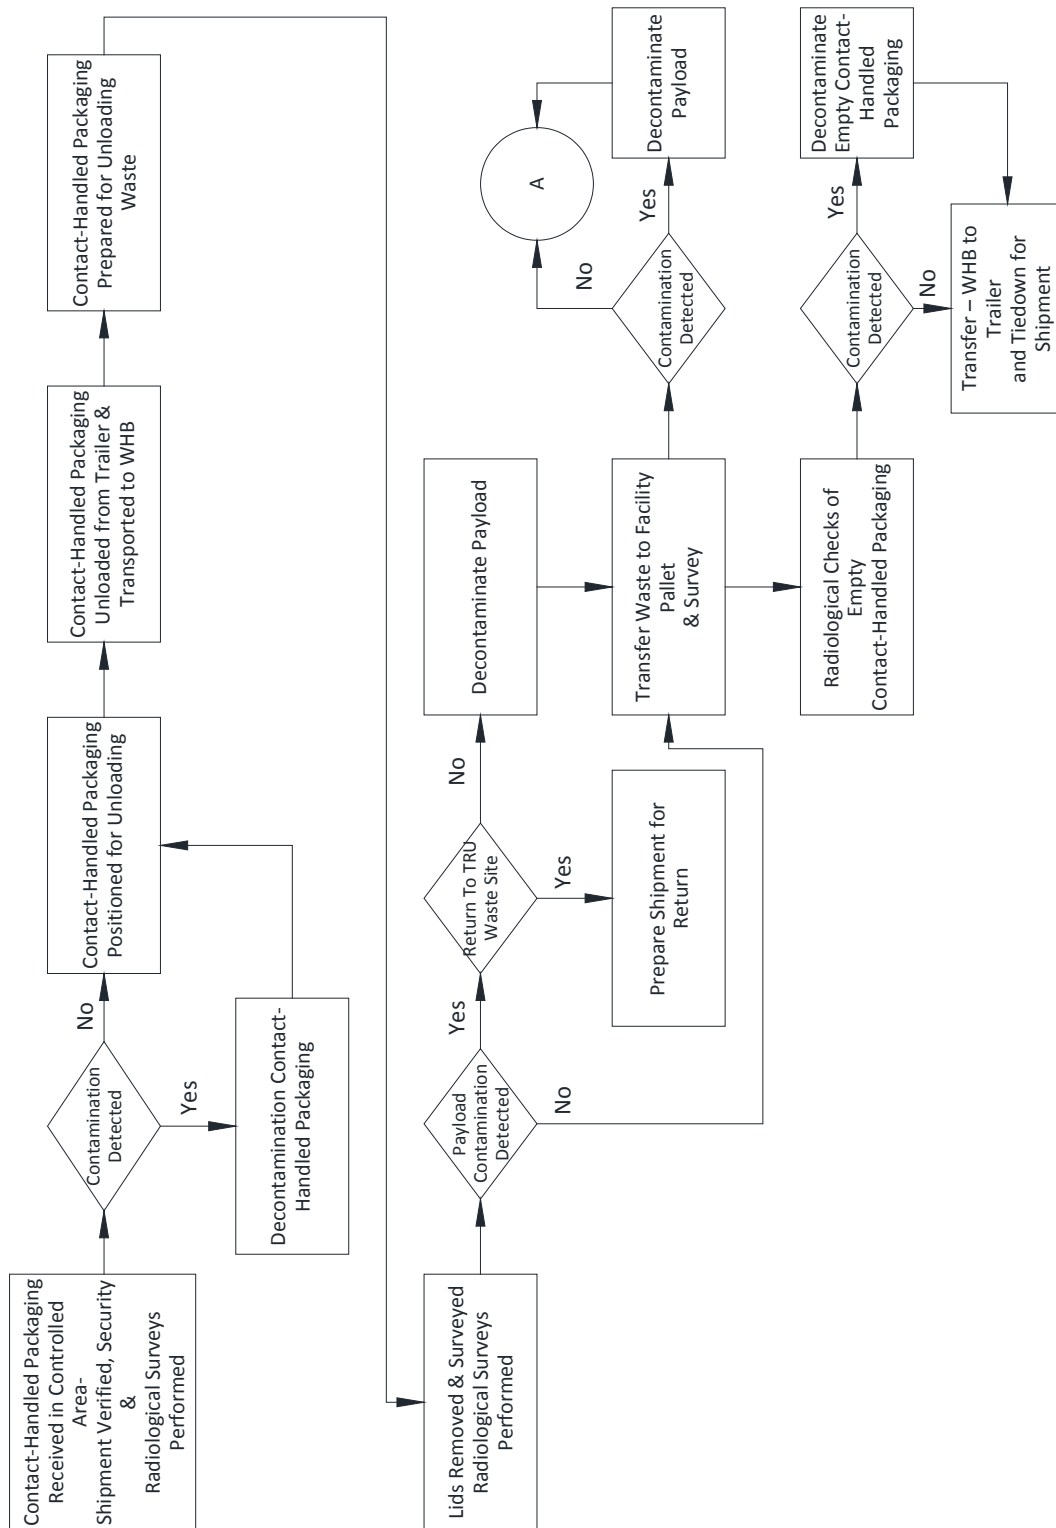 Contact-Handled Packaging
Received in Controlled
Area-
Shipment Verified, Security
&
Radiological Surveys
Performed
Contamination
Detected
No
Yes
Decontamination Contact-
Handled Packaging
Contact-Handled Packaging
Positioned for Unloading
Contact-Handled Packaging
Unloaded from Trailer &
Transported to WHB
Contact-Handled Packaging
Prepared for Unloading
Waste
Lids Removed & Surveyed
Radiological Surveys
Performed
Payload
Contamination
Detected
Yes
No
Return To TRU
Waste Site
No
Yes
Prepare Shipment for
Return
Decontaminate Payload
Transfer Waste to Facility
Pallet
& Survey
Contamination
Detected
No
Yes
A
Decontaminate
Payload
Radiological Checks of
Empty
Contact-Handled Packaging
Contamination
Detected
Yes
No
Decontaminate
Empty Contact-
Handled
Packaging
Transfer – WHB to
Trailer
and Tiedown for
Shipment